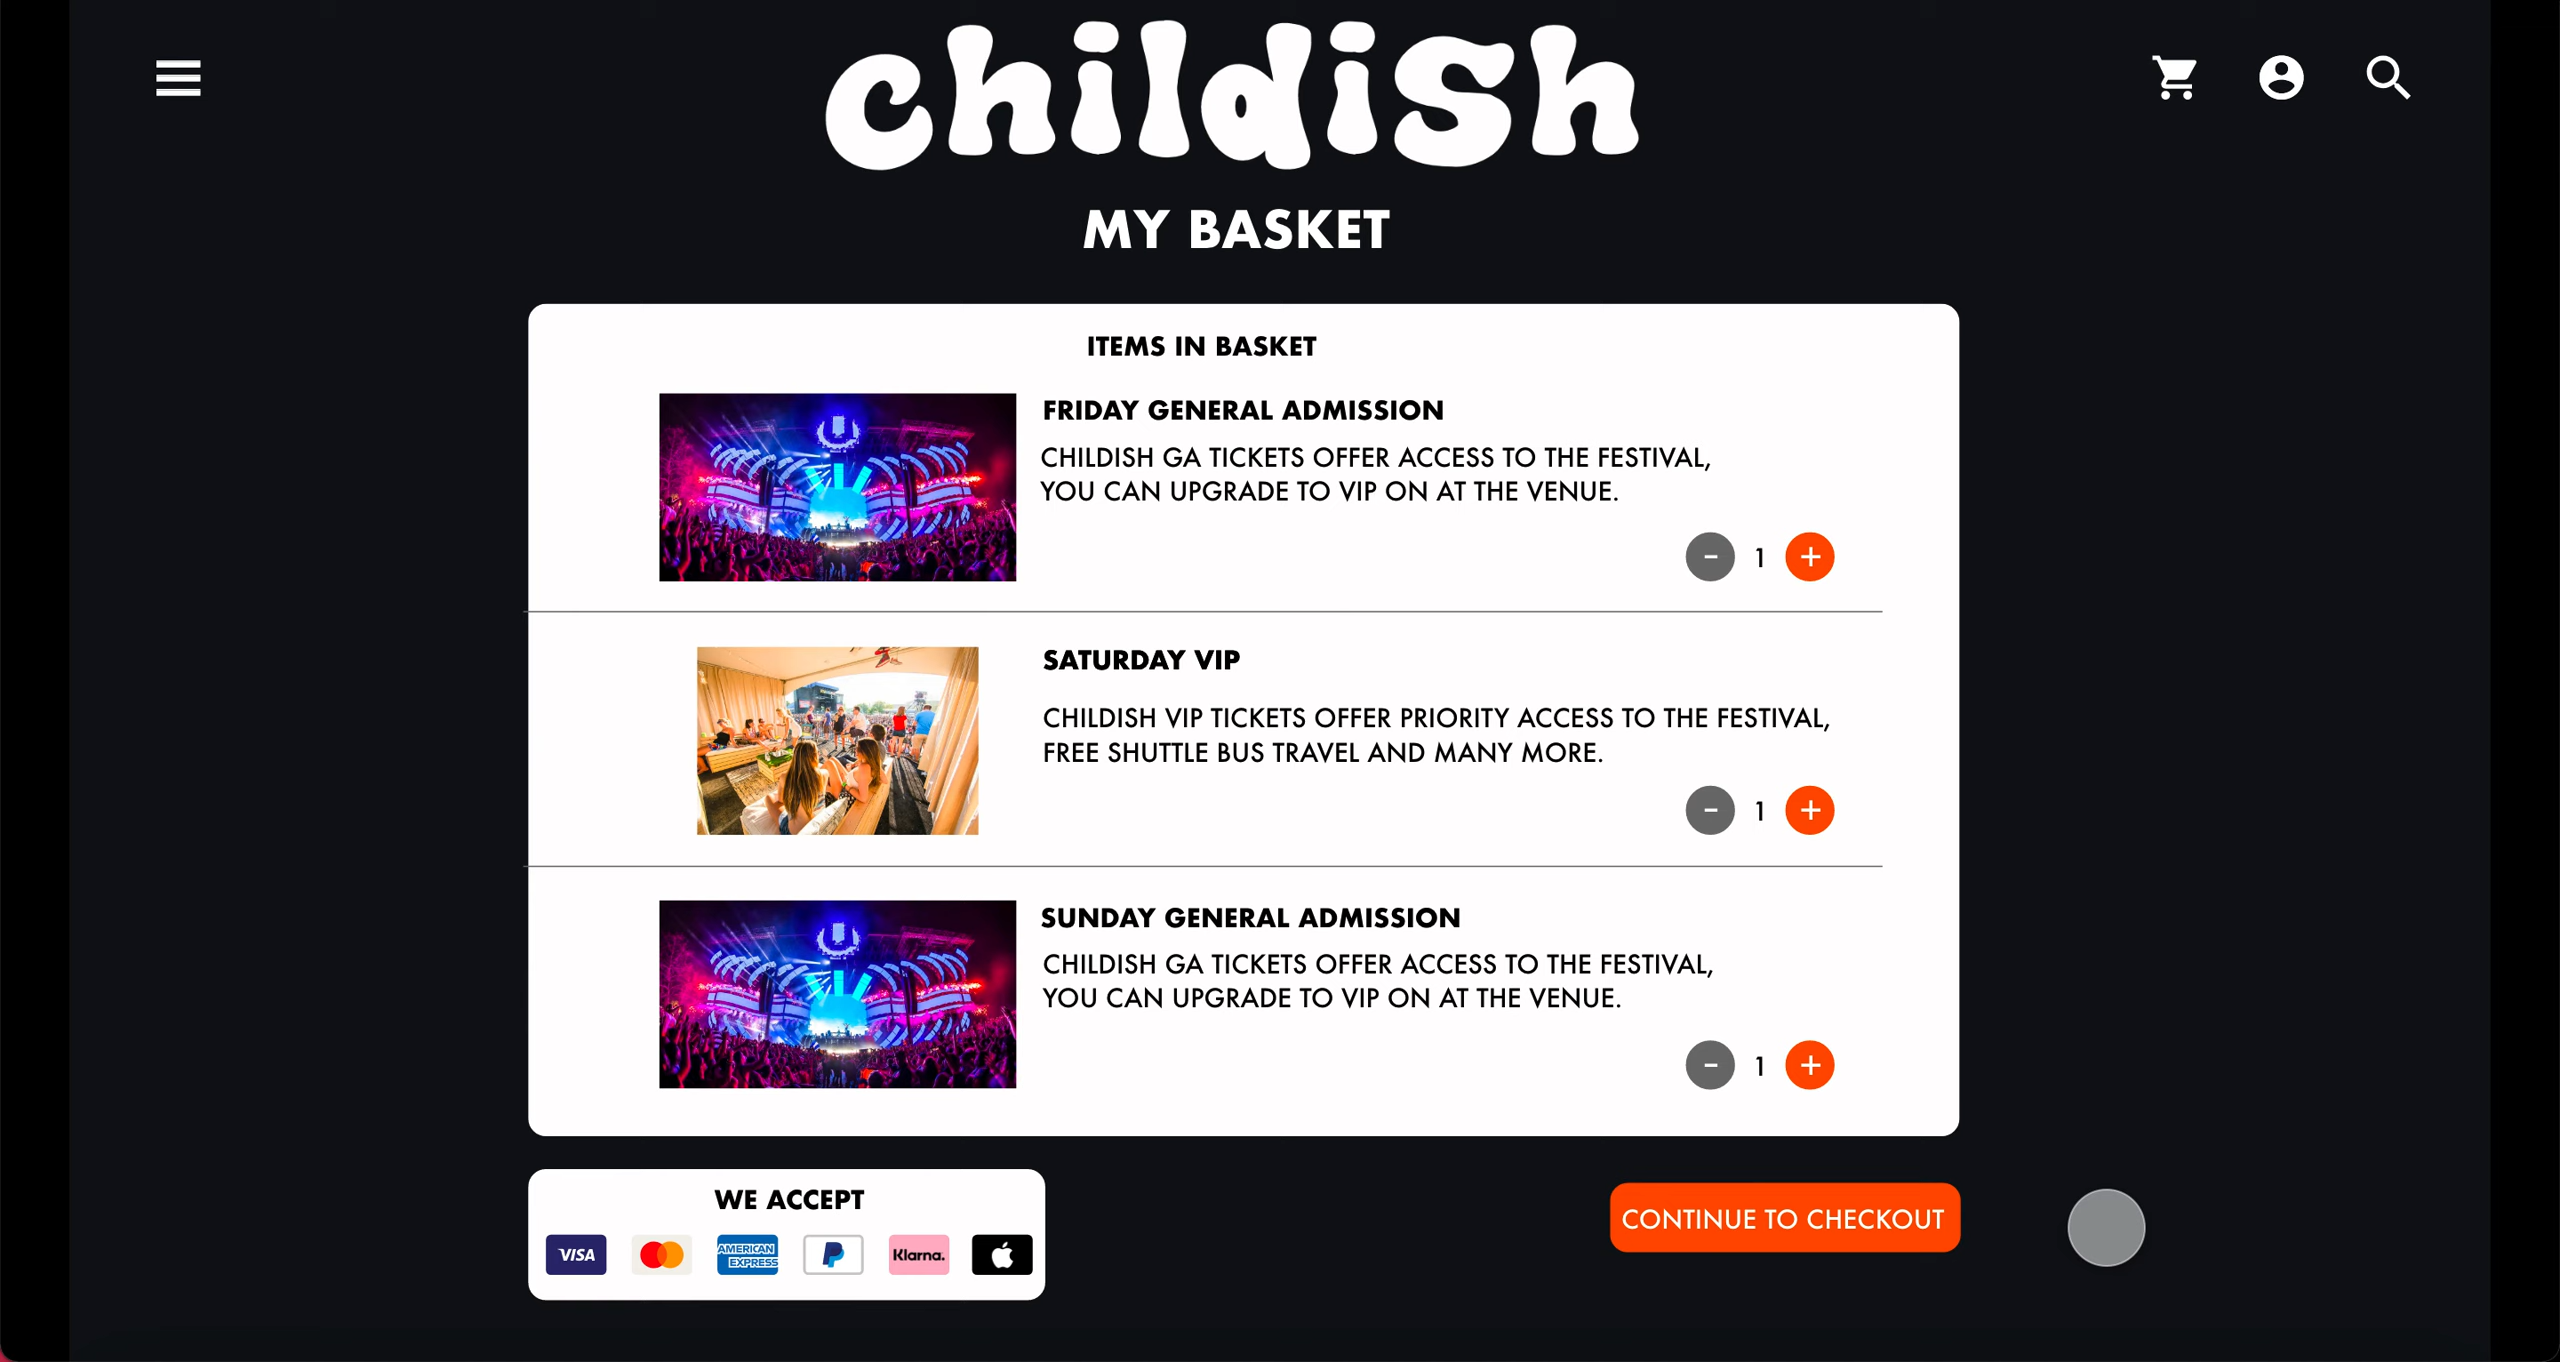 childish
MY BASKET
ITEMS IN BASKET
FRIDAY GENERAL ADMISSION
CHILDISH GA TICKETS OFFER ACCESS TO THE FESTIVAL,
YOU CAN UPGRADE TO VIP ON AT THE VENUE.
- 1 +
SATURDAY VIP
CHILDISH VIP TICKETS OFFER PRIORITY ACCESS TO THE FESTIVAL,
FREE SHUTTLE BUS TRAVEL AND MANY MORE.
- 1 +
SUNDAY GENERAL ADMISSION
CHILDISH GA TICKETS OFFER ACCESS TO THE FESTIVAL,
YOU CAN UPGRADE TO VIP ON AT THE VENUE.
- 1 +
WE ACCEPT
VISA
AMERICAN
EXPRESS
P
Klarna.
CONTINUE TO CHECKOUT